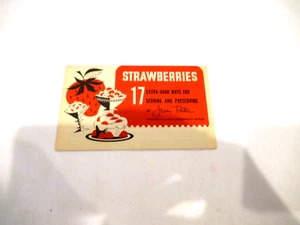 STRAWBERRIES
17 EXTRA-GOOD WAYS FOR
SERVING AND PRESERVING